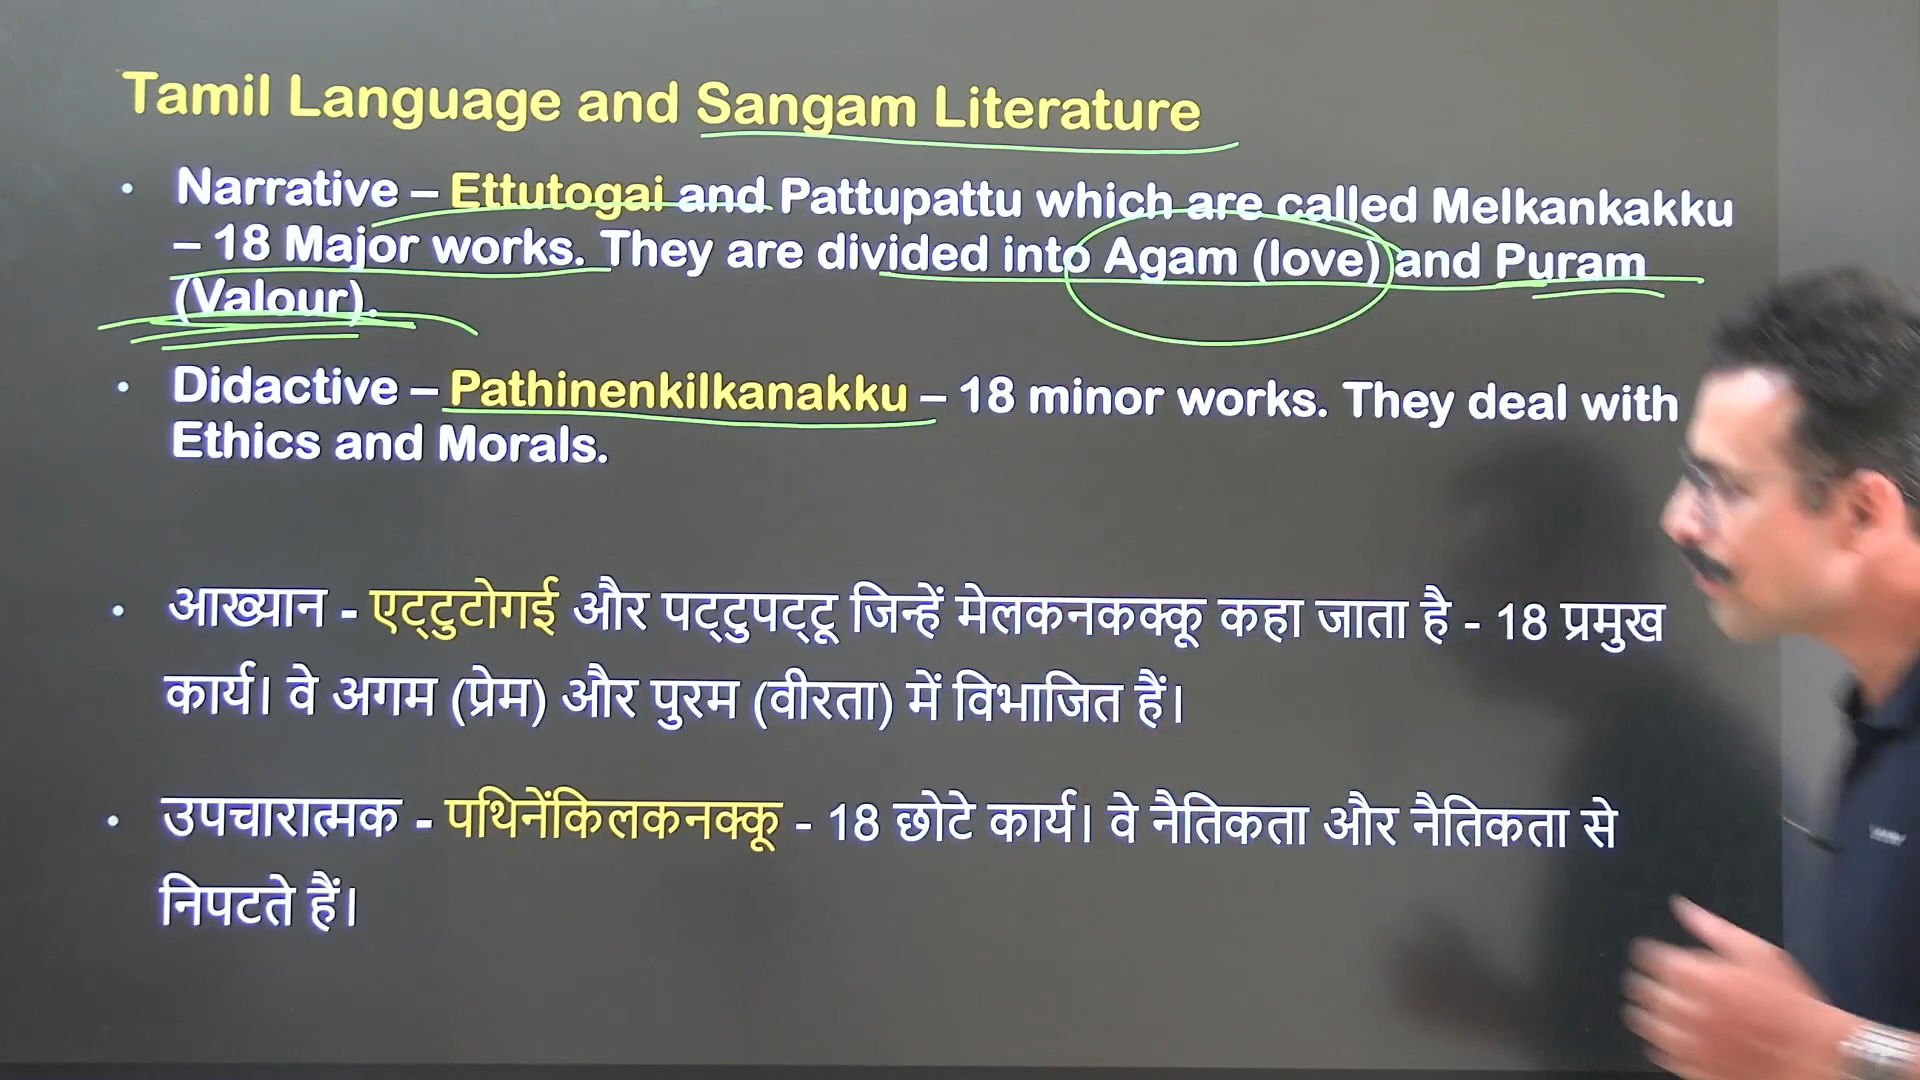 Tamil Language and Sangam Literature
• Narrative – Ettutogai and Pattupattu which are called Melkankakku
– 18 Major works. They are divided into Agam (love) and Puram
(Valour).
• Didactive – Pathinenkilkanakku – 18 minor works. They deal with
Ethics and Morals.
• आख्यान - एट्टुटोगई और पट्टुपट्टू जिन्हें मेलकनकक्कू कहा जाता है - 18 प्रमुख
कार्य। वे अगम (प्रेम) और पुरम (वीरता) में विभाजित हैं।
• उपचारात्मक - पथिनेंकिलकनक्कू - 18 छोटे कार्य। वे नैतिकता और नैतिकता से
निपटते हैं।